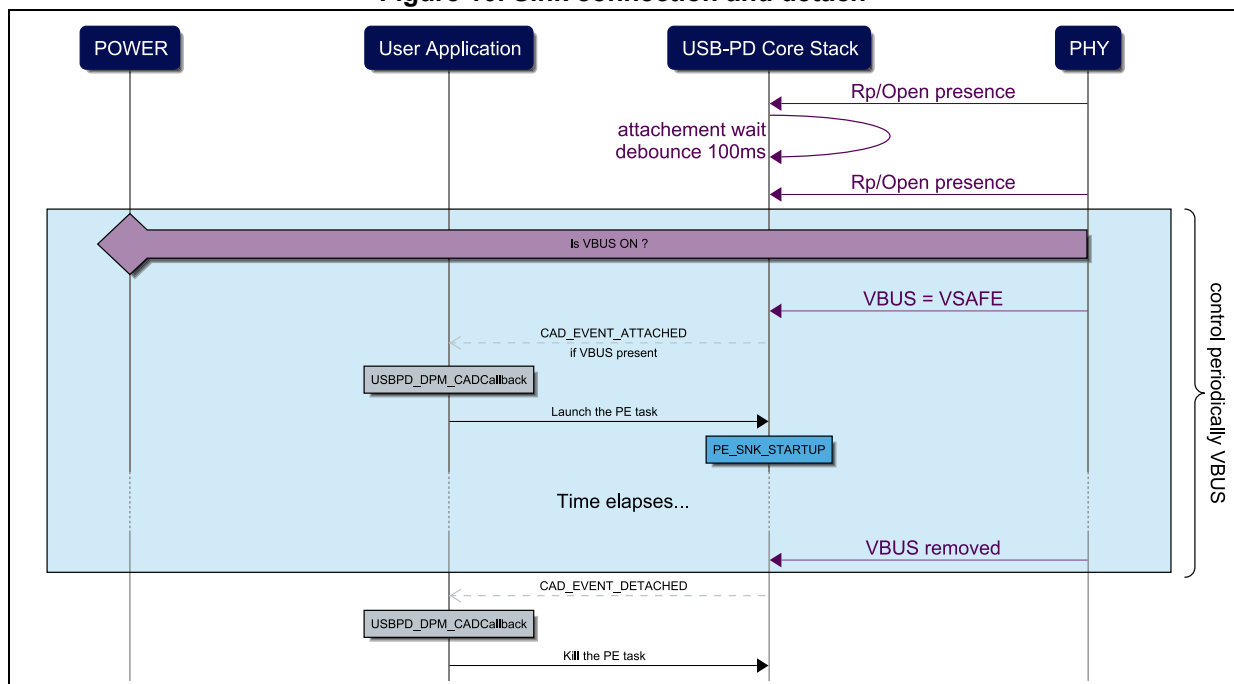 POWER
User Application
USB-PD Core Stack
PHY
Rp/Open presence
attachement wait
debounce 100ms
Rp/Open presence
Is VBUS ON ?
VBUS = VSAFE
CAD_EVENT_ATTACHED
if VBUS present
USBPD_DPM_CADCallback
Launch the PE task
PE_SNK_STARTUP
Time elapses...
VBUS removed
control periodically VBUS
CAD_EVENT_DETACHED
USBPD_DPM_CADCallback
Kill the PE task